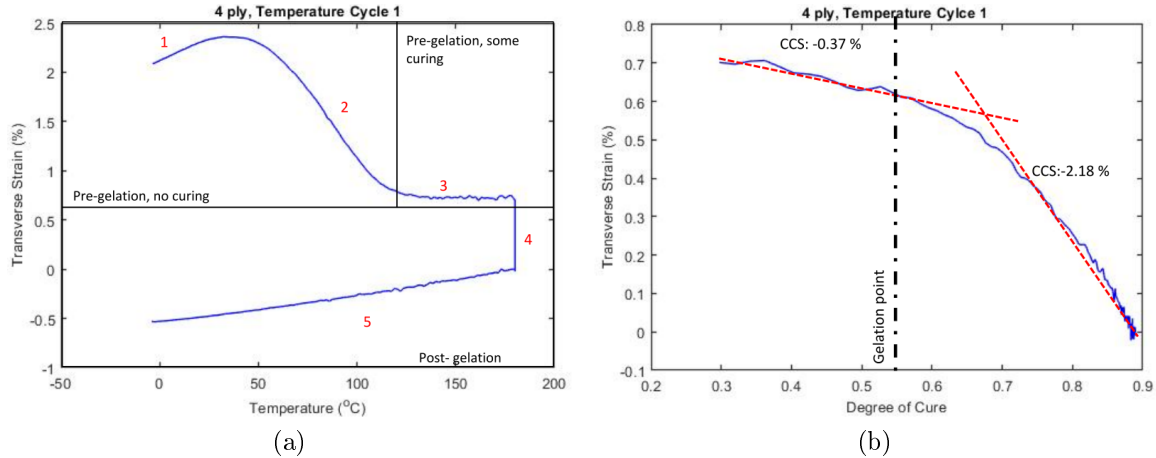 4 ply, Temperature Cycle 1
2.5
2
1.5
1
0.5
0
-0.5
-1
-50
0
50
100
150
200
Transverse Strain (%)
Temperature (°C)
1
2
3
4
5
Pre-gelation, some
curing
Pre-gelation, no curing
Post- gelation
(a)
4 ply, Temperature Cylce 1
0.8
0.7
0.6
0.5
0.4
0.3
0.2
0.1
0
-0.1
0.2
0.3
0.4
0.5
0.6
0.7
0.8
0.9
Transverse Strain (%)
Degree of Cure
CCS: -0.37 %
CCS:-2.18 %
Gelation point
(b)